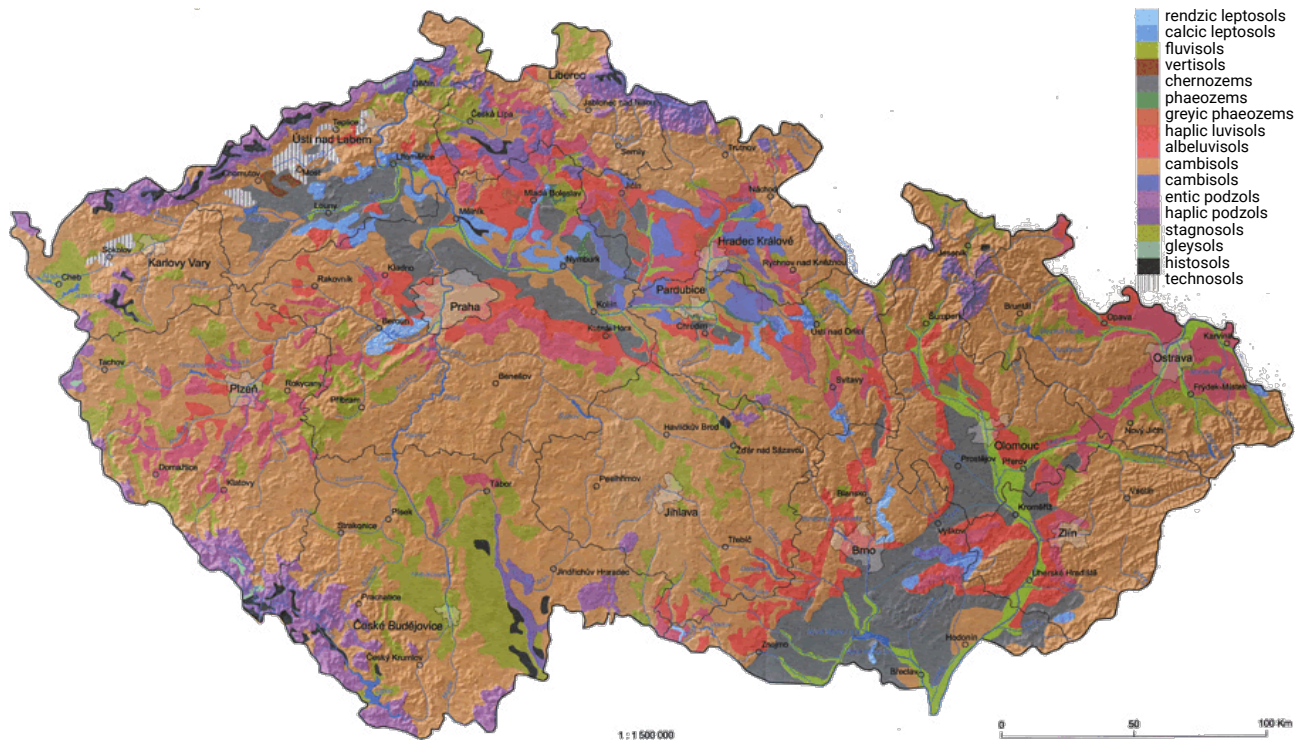 rendzic leptosols
calcic leptosols
fluvisols
vertisols
chernozems
phaeozems
greyic phaeozems
haplic luvisols
albeluvisols
cambisols
cambisols
entic podzols
haplic podzols
stagnosols
gleysols
histosols
technosols
Liberec
Děčín
Jablonec nad Nisou
Česká Lípa
Teplice
Ústí nad Labem
Semily
Trutnov
Litoměřice
Most
Chomutov
Jičín
Náchod
Mladá Boleslav
Louny
Mělník
Hradec Králové
Jeseník
Sokolov
Karlovy Vary
Nymburk
Rychnov nad Kněžnou
Cheb
Rakovník
Kladno
Pardubice
Praha
Kolín
Bruntál
Opava
Šumperk
Beroun
Kutná Hora
Chrudim
Ústí nad Orlicí
Karviná
Ostrava
Tachov
Plzeň
Rokycany
Benešov
Svitavy
Frýdek-Místek
Příbram
Havlíčkův Brod
Nový Jičín
Žďár nad Sázavou
Olomouc
Domažlice
Prostějov
Přerov
Klatovy
Tábor
Pelhřimov
Vsetín
Jihlava
Blansko
Písek
Kroměříž
Strakonice
Vyškov
Zlín
Třebíč
Brno
Jindřichův Hradec
Uherské Hradiště
Prachatice
České Budějovice
Hodonín
Znojmo
Český Krumlov
Břeclav
1 : 1 500 000
0 50 100 Km